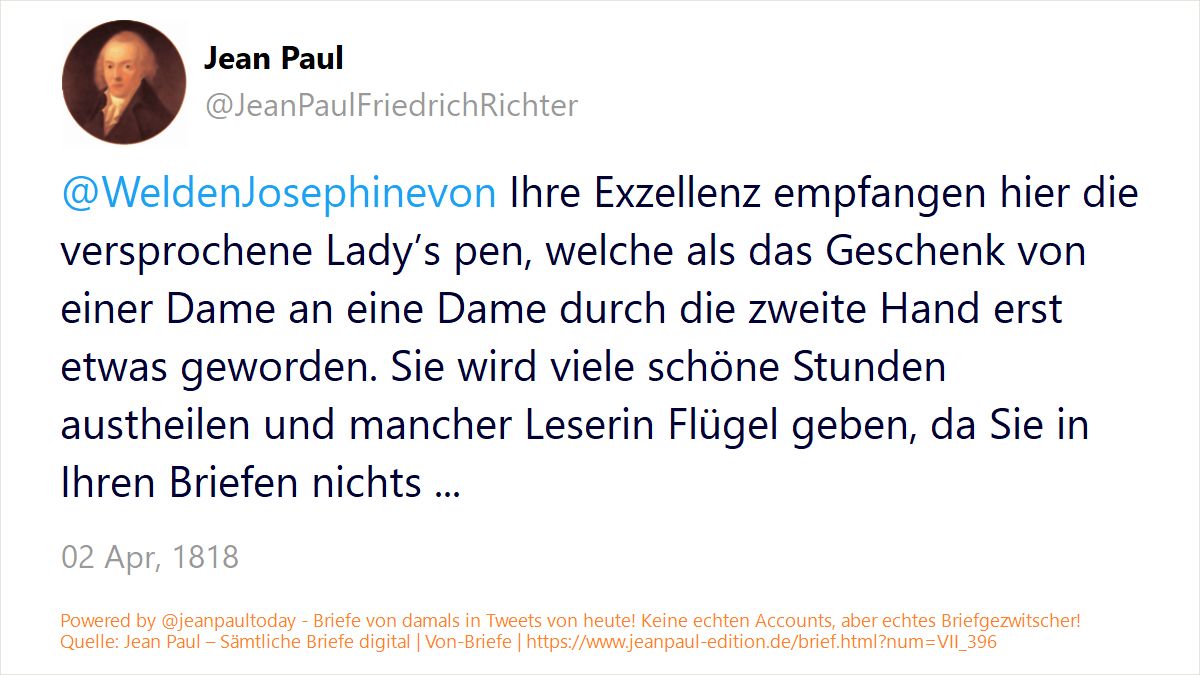 Jean Paul
@JeanPaulFriedrichRichter
@WeldenJosephinevon Ihre Exzellenz empfangen hier die
versprochene Lady’s pen, welche als das Geschenk von
einer Dame an eine Dame durch die zweite Hand erst
etwas geworden. Sie wird viele schöne Stunden
austheilen und mancher Leserin Flügel geben, da Sie in
Ihren Briefen nichts ...
02 Apr, 1818
Powered by @jeanpaultoday - Briefe von damals in Tweets von heute! Keine echten Accounts, aber echtes Briefgezwitscher!
Quelle: Jean Paul – Sämtliche Briefe digital | Von-Briefe | https://www.jeanpaul-edition.de/brief.html?num=VII_396